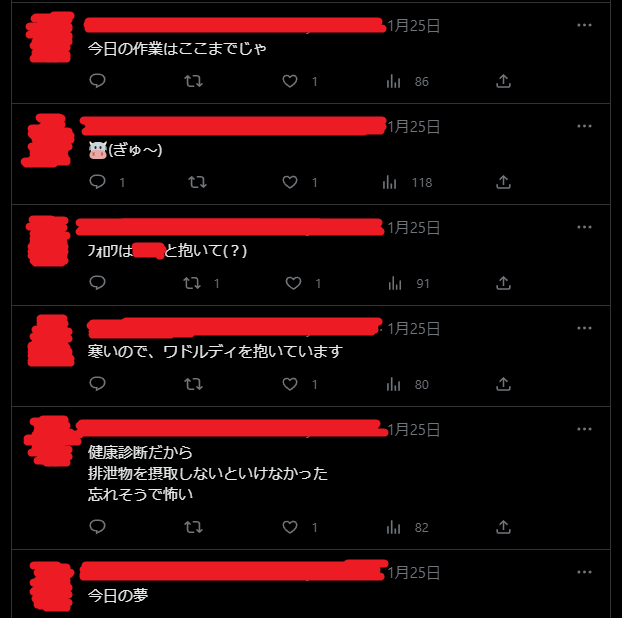 1月25日
今日の作業はここまでじゃ
1 86
1月25日
🐮(ぎゅ～)
1 1 118
1月25日
ﾌｫﾛﾜは と抱いて(？)
1 1 91
1月25日
寒いので、ワドルディを抱いています
1 80
1月25日
健康診断だから
排泄物を摂取しないといけなかった
忘れそうで怖い
1 82
1月25日
今日の夢